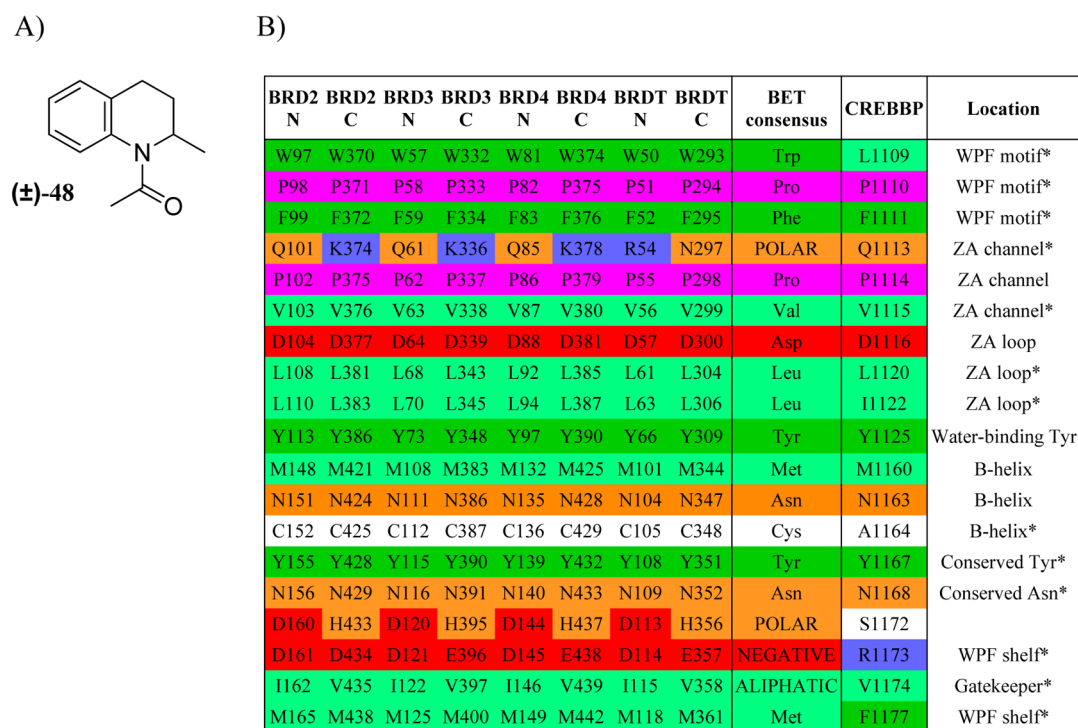 A)
B)
N
O
(±)-48
BRD2 N BRD2 C BRD3 N BRD3 C BRD4 N BRD4 C BRDT N BRDT C BET consensus CREBBP Location
W97 W370 W57 W332 W81 W374 W50 W293 Trp L1109 WPF motif*
P98 P371 P58 P333 P82 P375 P51 P294 Pro P1110 WPF motif*
F99 F372 F59 F334 F83 F376 F52 F295 Phe F1111 WPF motif*
Q101 K374 Q61 K336 Q85 K378 R54 N297 POLAR Q1113 ZA channel*
P102 P375 P62 P337 P86 P379 P55 P298 Pro P1114 ZA channel
V103 V376 V63 V338 V87 V380 V56 V299 Val V1115 ZA channel*
D104 D377 D64 D339 D88 D381 D57 D300 Asp D1116 ZA loop
L108 L381 L68 L343 L92 L385 L61 L304 Leu L1120 ZA loop*
L110 L383 L70 L345 L94 L387 L63 L306 Leu I1122 ZA loop*
Y113 Y386 Y73 Y348 Y97 Y390 Y66 Y309 Tyr Y1125 Water-binding Tyr
M148 M421 M108 M383 M132 M425 M101 M344 Met M1160 B-helix
N151 N424 N111 N386 N135 N428 N104 N347 Asn N1163 B-helix
C152 C425 C112 C387 C136 C429 C105 C348 Cys A1164 B-helix*
Y155 Y428 Y115 Y390 Y139 Y432 Y108 Y351 Tyr Y1167 Conserved Tyr*
N156 N429 N116 N391 N140 N433 N109 N352 Asn N1168 Conserved Asn*
D160 H433 D120 H395 D144 H437 D113 H356 POLAR S1172
D161 D434 D121 E396 D145 E438 D114 E357 NEGATIVE R1173 WPF shelf*
I162 V435 I122 V397 I146 V439 I115 V358 ALIPHATIC V1174 Gatekeeper*
M165 M438 M125 M400 M149 M442 M118 M361 Met F1177 WPF shelf*